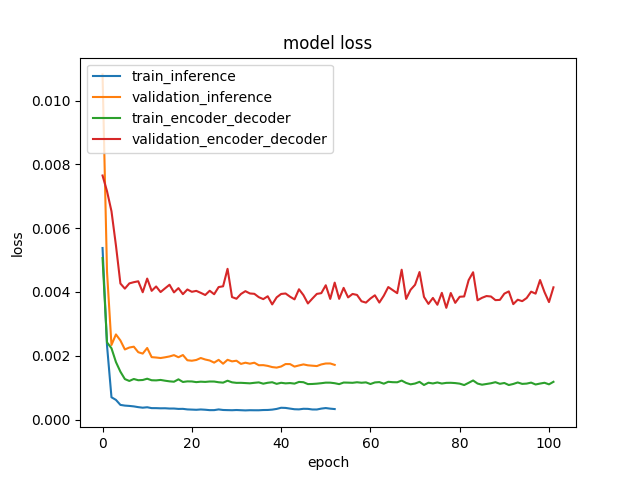 model loss
train_inference
validation_inference
train_encoder_decoder
validation_encoder_decoder
loss
0.010
0.008
0.006
0.004
0.002
0.000
0 20 40 60 80 100
epoch